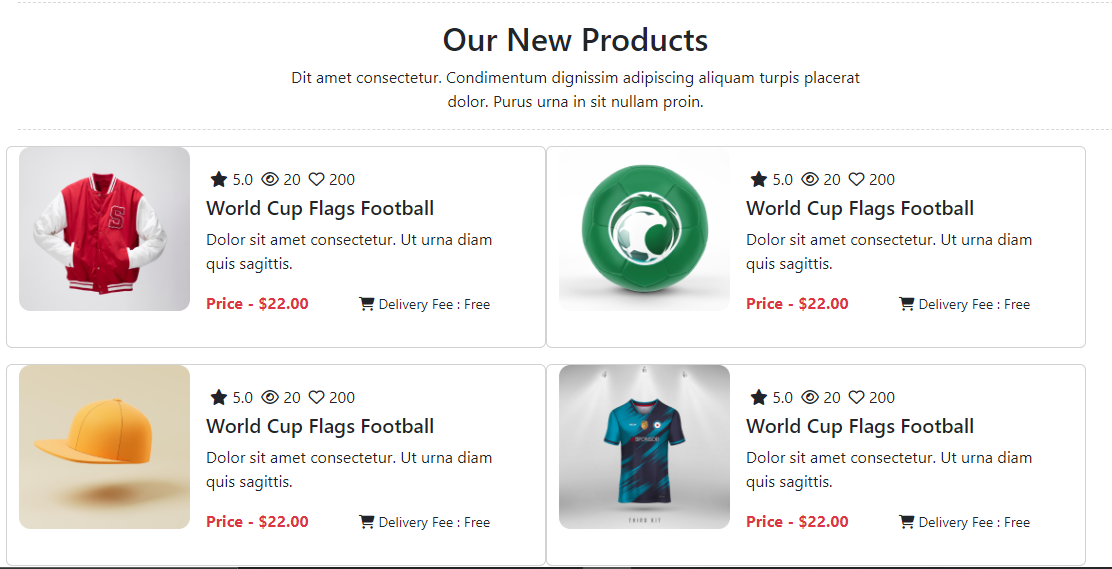 Our New Products
Dit amet consectetur. Condimentum dignissim adipiscing aliquam turpis placerat
dolor. Purus urna in sit nullam proin.
S
5.0 20 200
World Cup Flags Football
Dolor sit amet consectetur. Ut urna diam
quis sagittis.
Price - $22.00 Delivery Fee : Free
5.0 20 200
World Cup Flags Football
Dolor sit amet consectetur. Ut urna diam
quis sagittis.
Price - $22.00 Delivery Fee : Free
5.0 20 200
World Cup Flags Football
Dolor sit amet consectetur. Ut urna diam
quis sagittis.
Price - $22.00 Delivery Fee : Free
SPONSOR
THIRD KIT
5.0 20 200
World Cup Flags Football
Dolor sit amet consectetur. Ut urna diam
quis sagittis.
Price - $22.00 Delivery Fee : Free